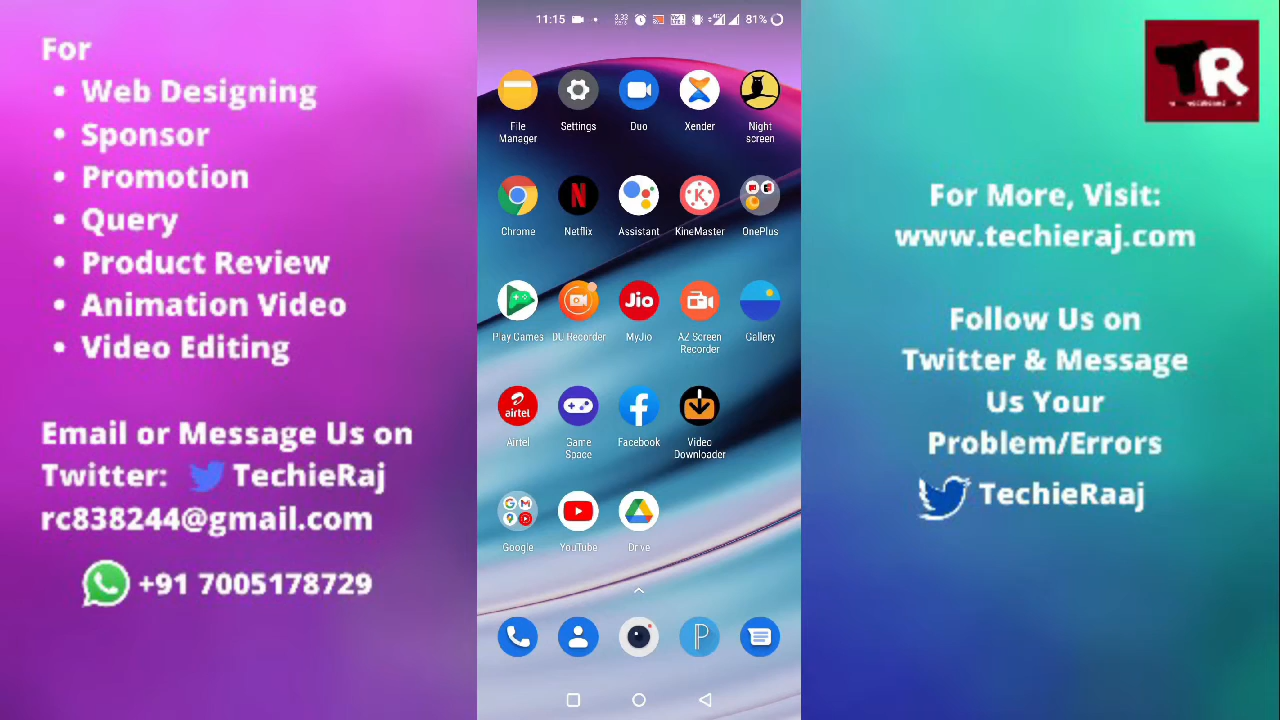 For
• Web Designing
• Sponsor
• Promotion
• Query
• Product Review
• Animation Video
• Video Editing
Email or Message Us on
Twitter: TechieRaj
rc838244@gmail.com
+91 7005178729
11:15
81%
File Manager
Settings
Duo
Xender
Night screen
Chrome
Netflix
Assistant
KineMaster
OnePlus
Play Games
DU Recorder
Jio
MyJio
AZ Screen Recorder
Gallery
airtel
Airtel
Game Space
Facebook
Video Downloader
Google
YouTube
Drive
TR
For More, Visit:
www.techieraj.com
Follow Us on
Twitter & Message
Us Your
Problem/Errors
TechieRaaj